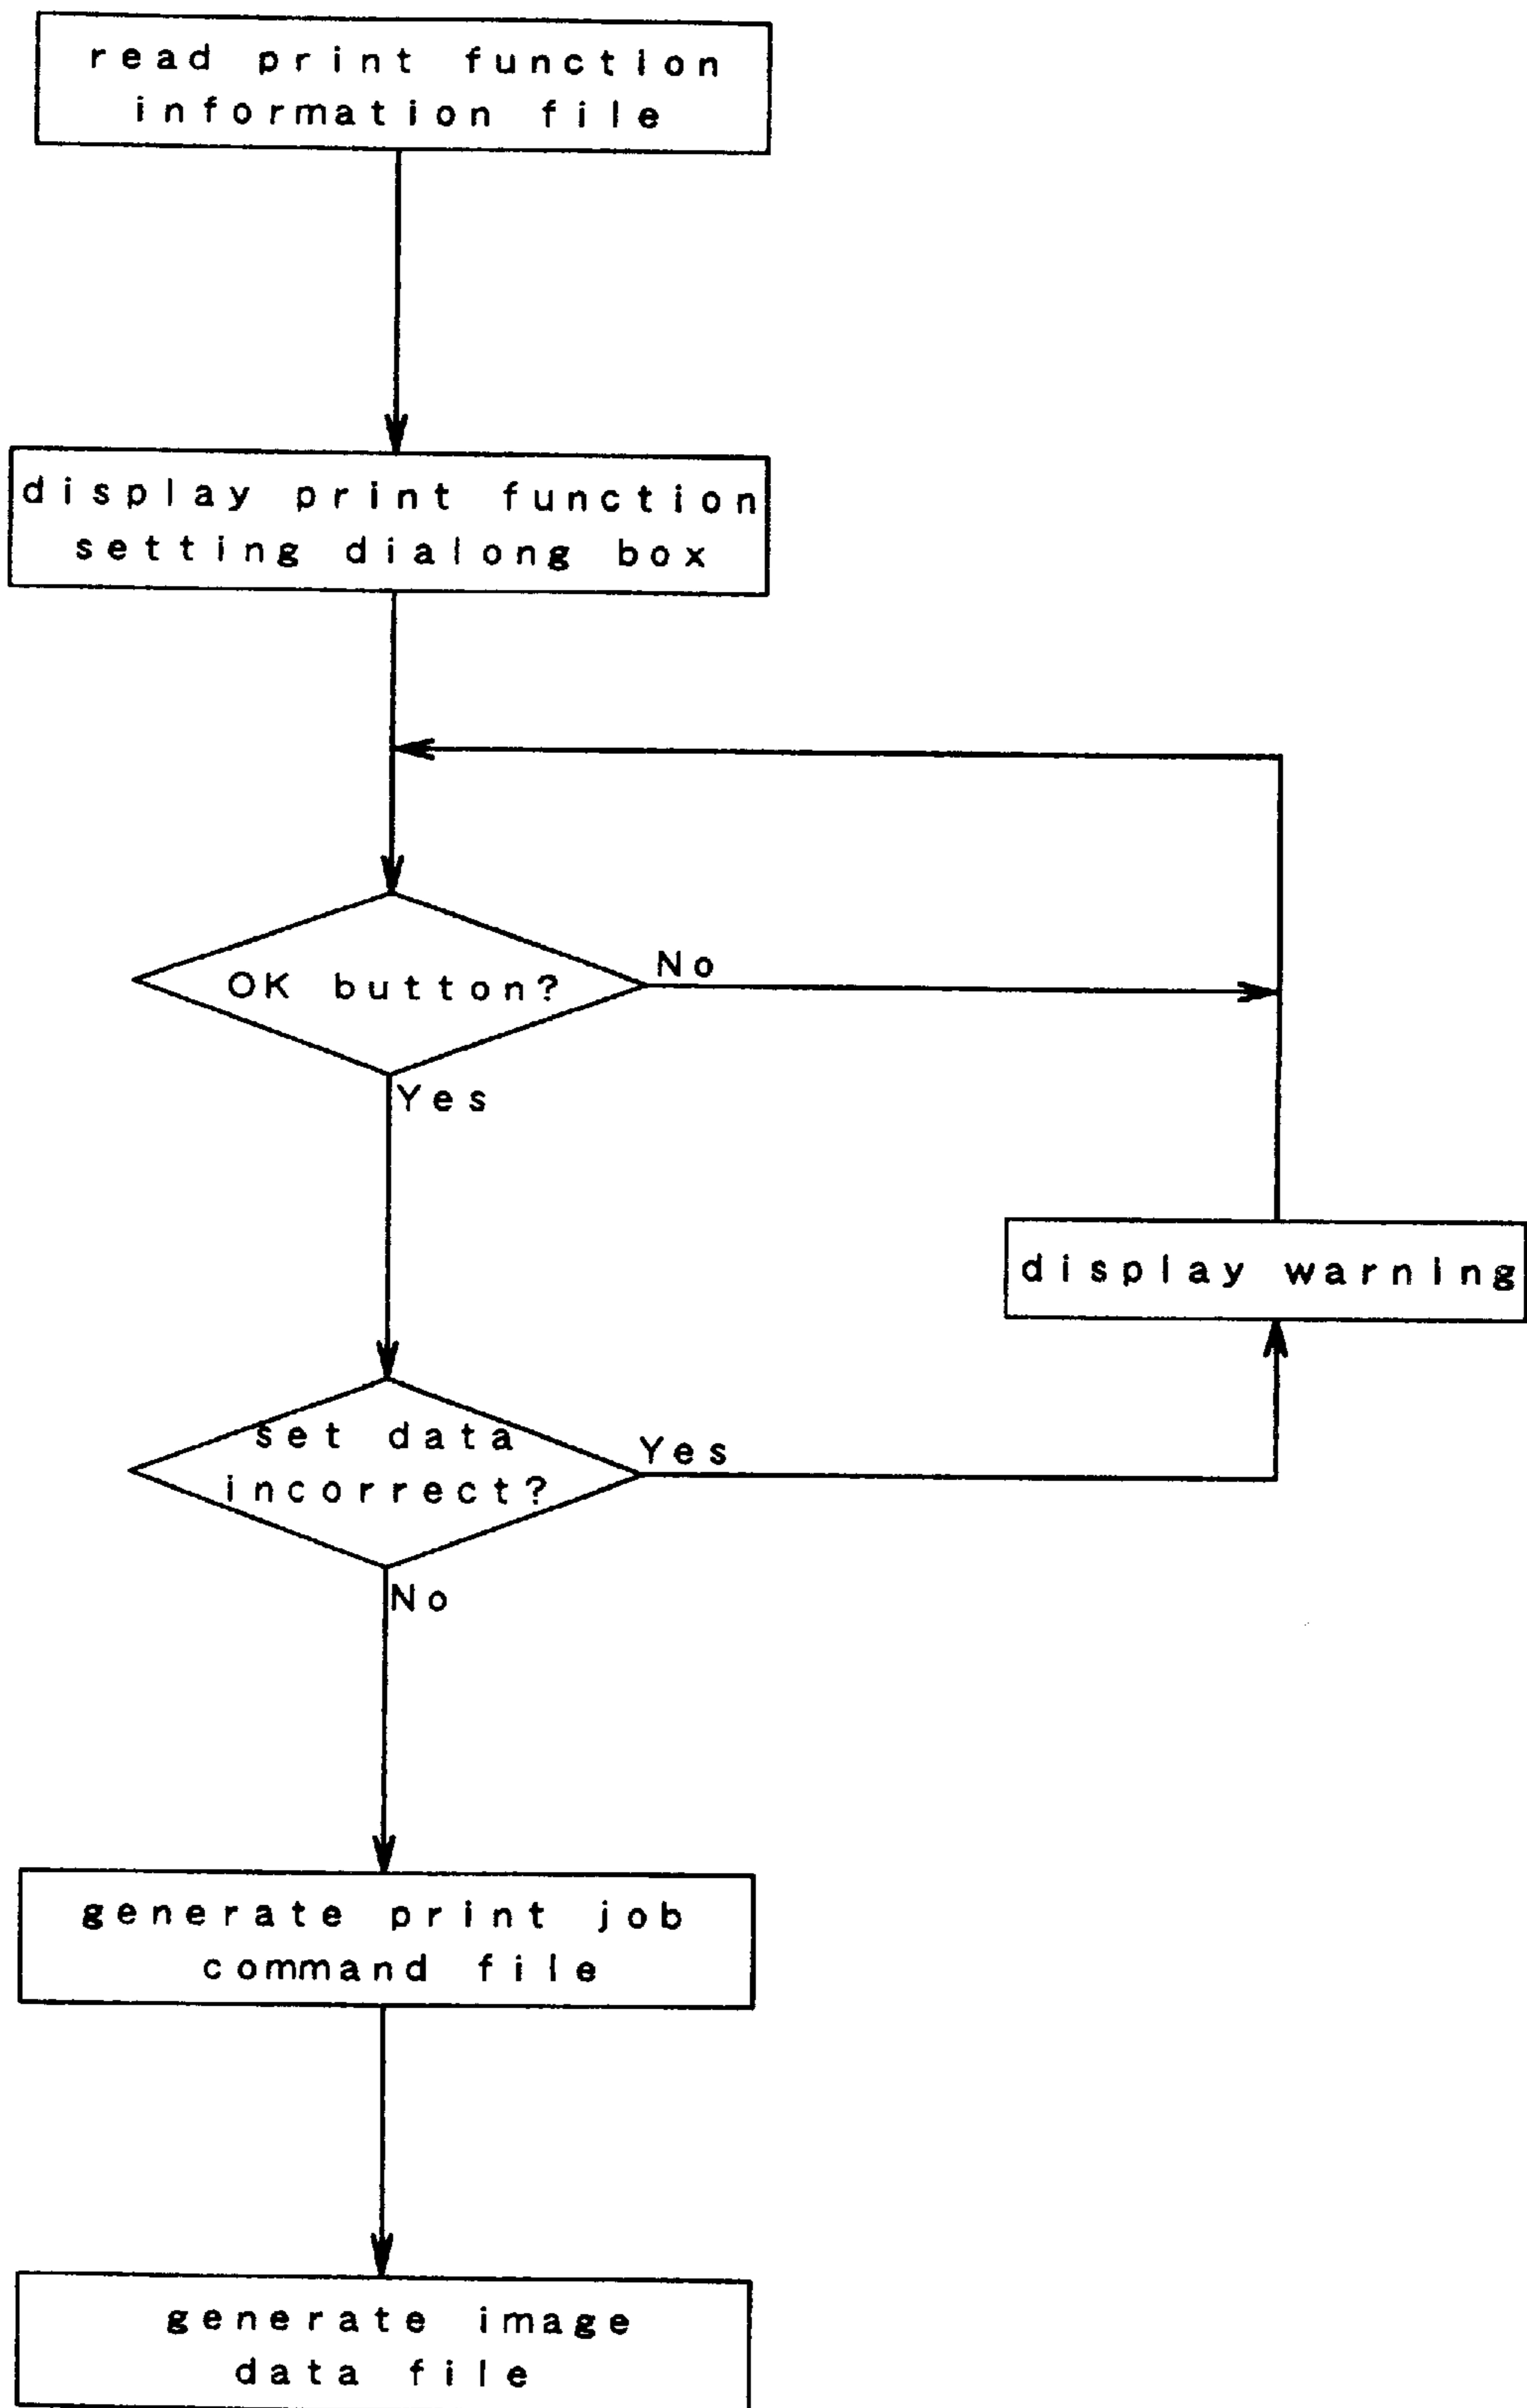 read print function
information file
display print function
setting dialong box
OK button?
No
Yes
display warning
set data
incorrect?
Yes
No
generate print job
command file
generate image
data file